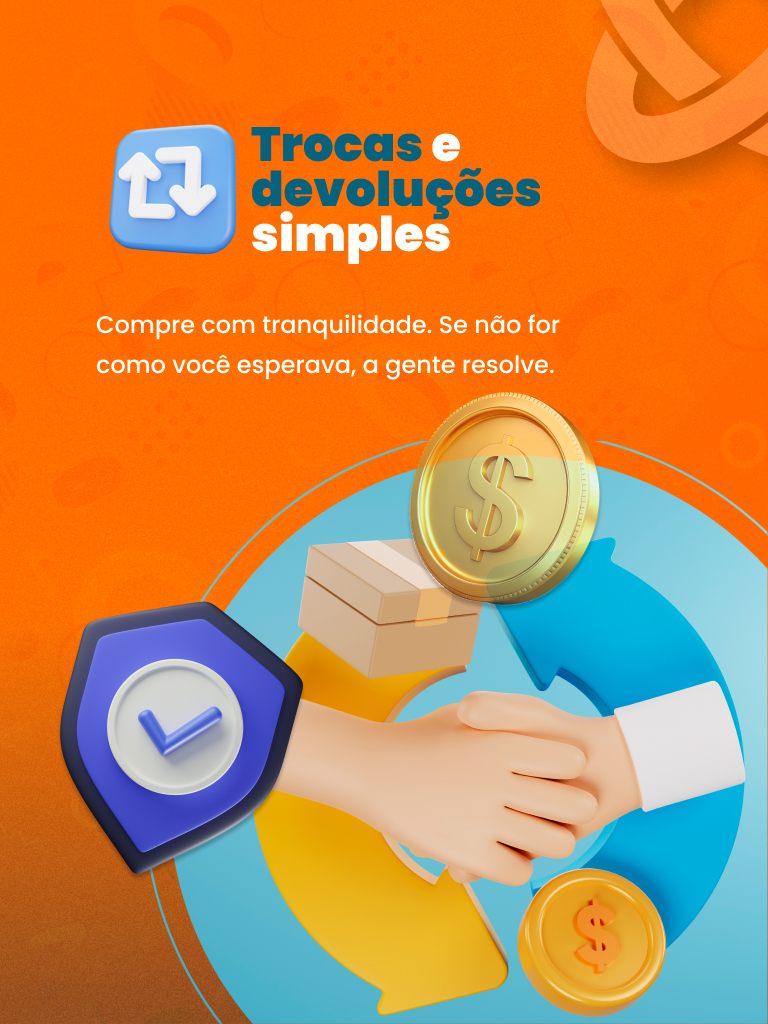 Trocas e
devoluções
simples
Compre com tranquilidade. Se não for
como você esperava, a gente resolve.
$
$